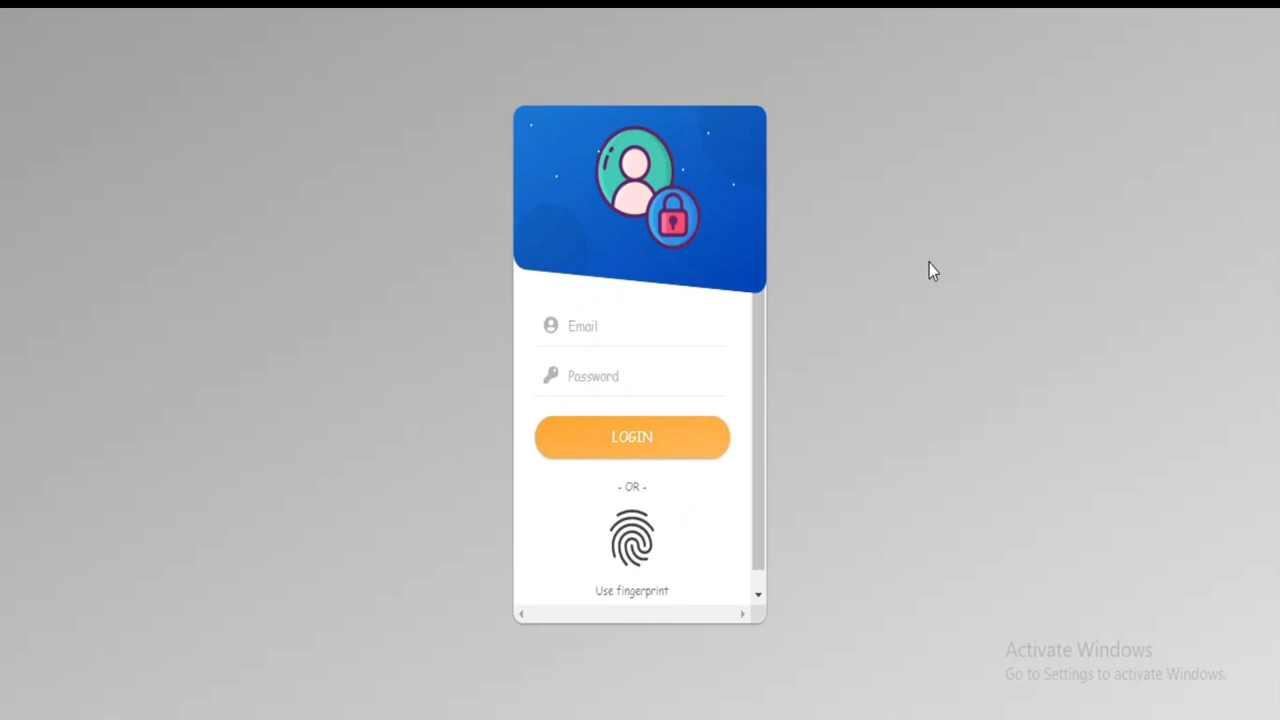 Email
Password
LOGIN
- OR -
Use fingerprint
Activate Windows
Go to Settings to activate Windows.